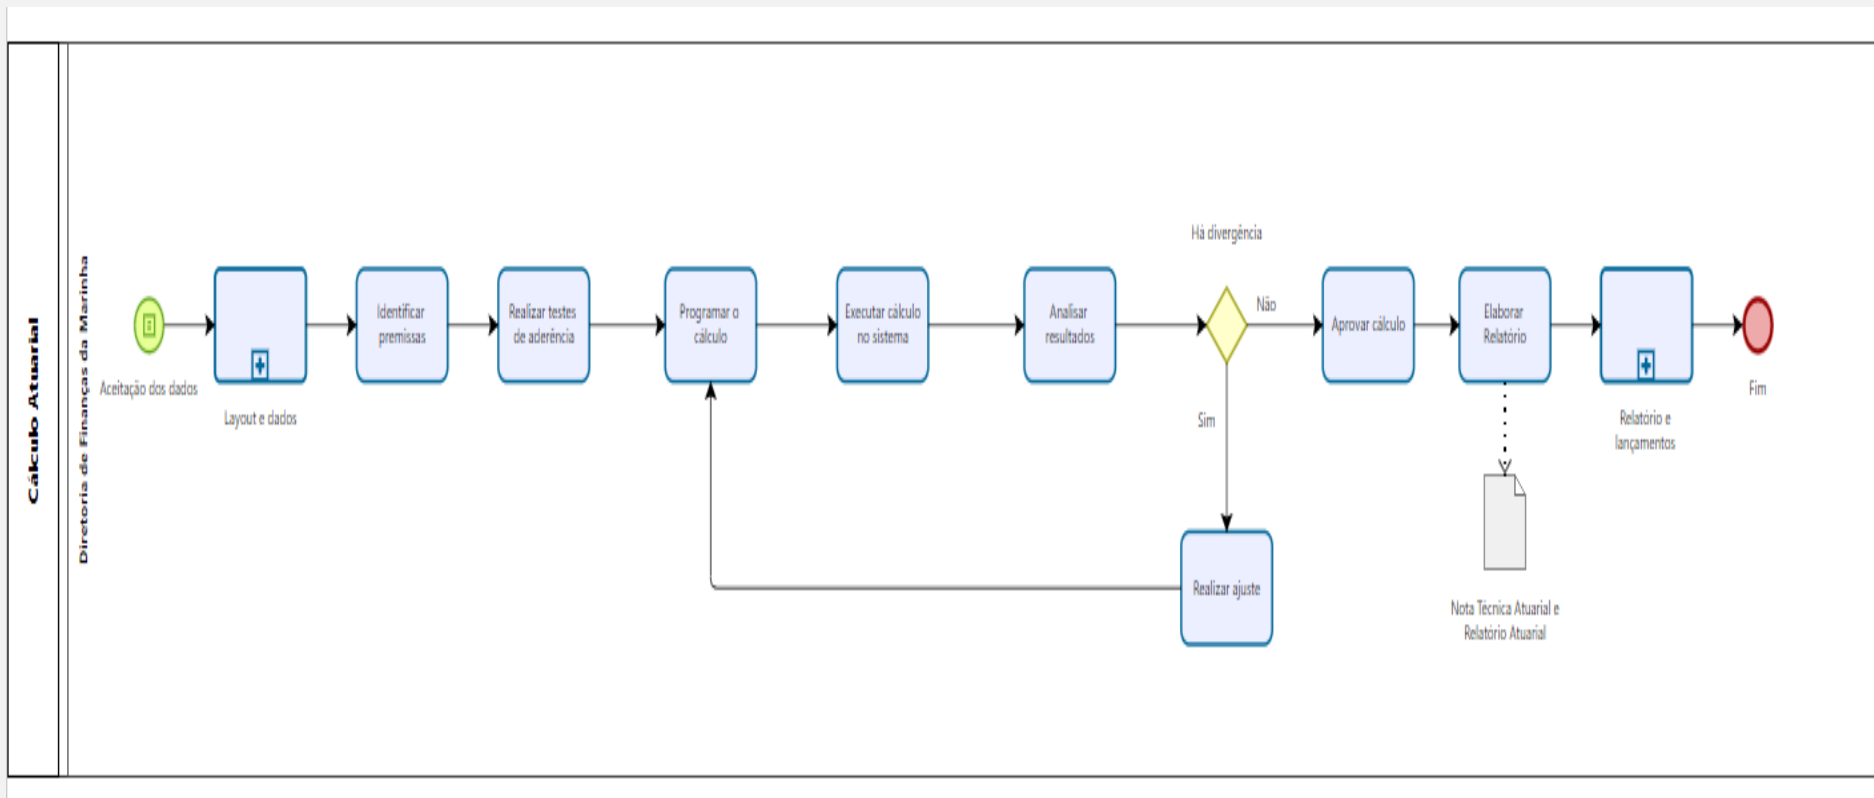 Cálculo Atuarial
Diretoria de Finanças da Marinha
Aceitação dos dados
Layout e dados
Identificar
premissas
Realizar testes
de aderência
Programar o
cálculo
Executar cálculo
no sistema
Analisar
resultados
Há divergência
Não
Sim
Realizar ajuste
Aprovar cálculo
Elaborar
Relatório
Nota Técnica Atuarial e
Relatório Atuarial
Relatório e
lançamentos
Fim